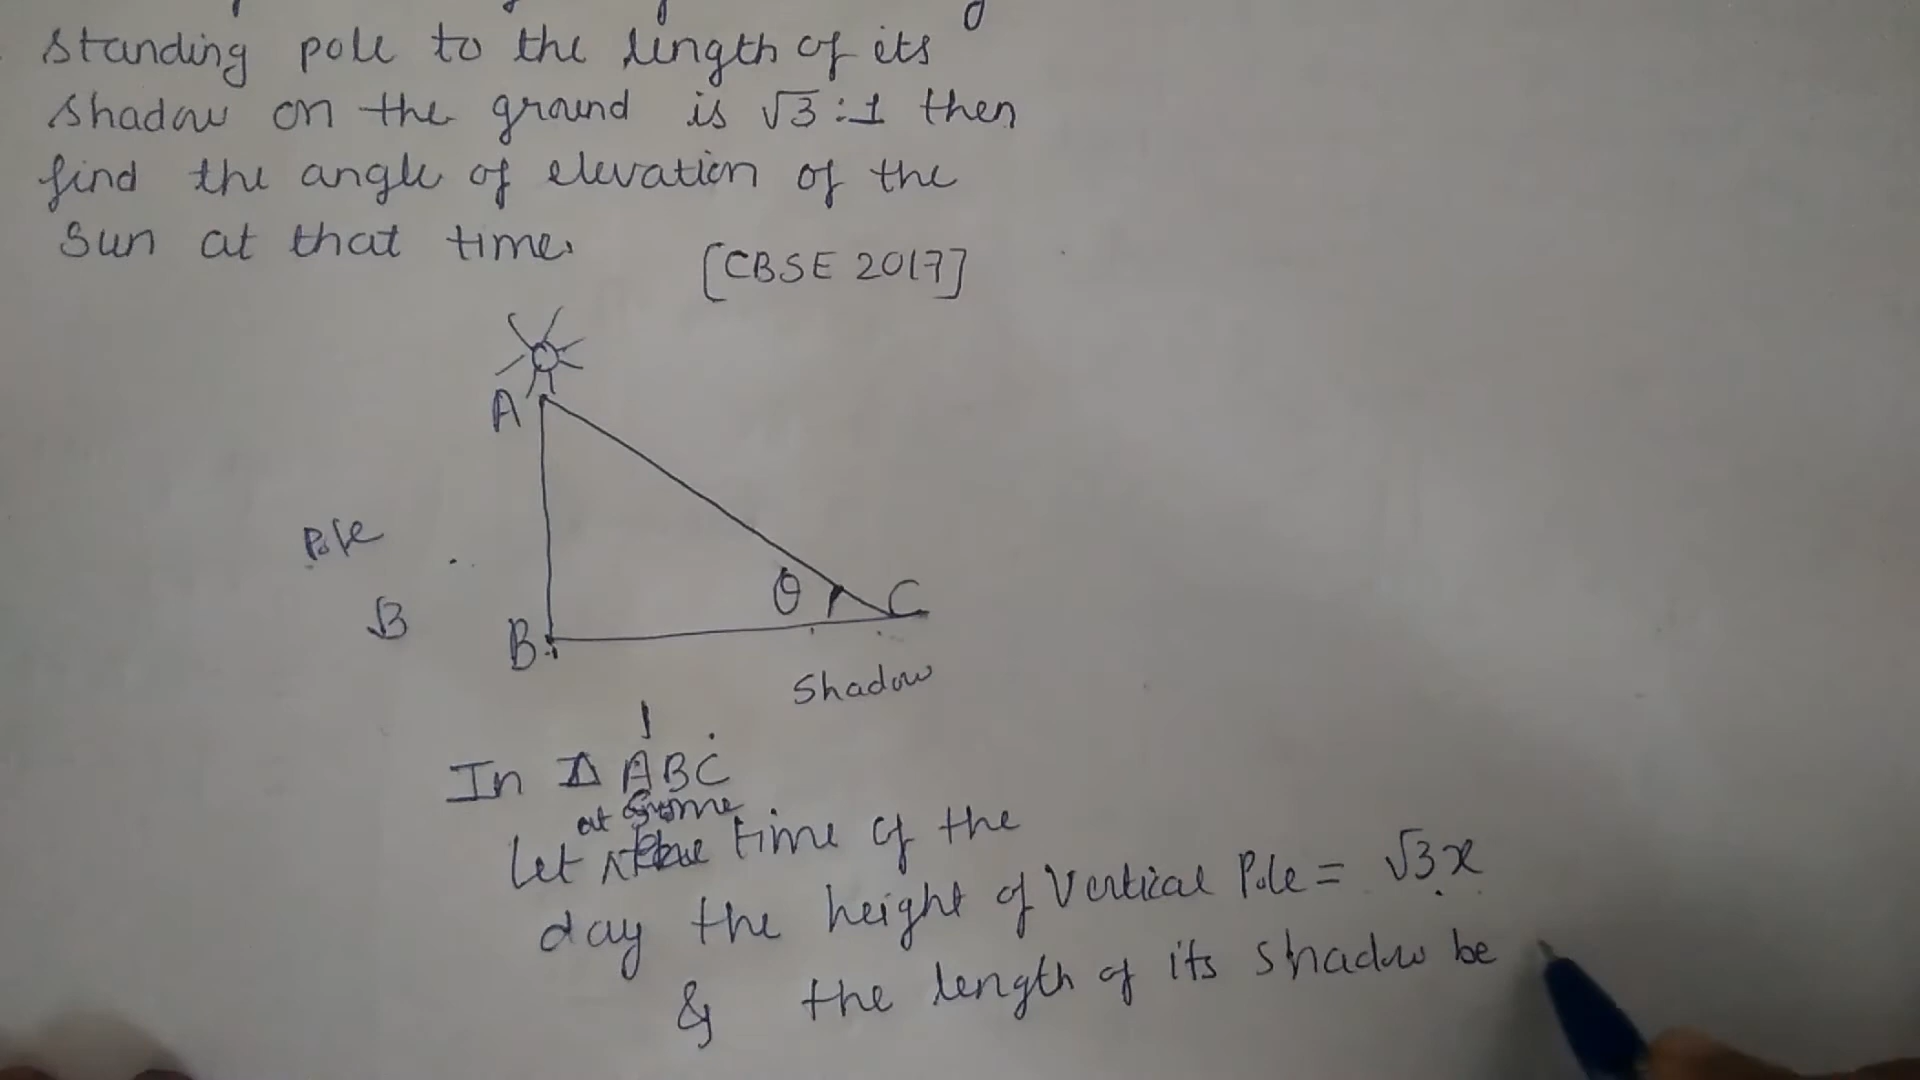 standing pole to the length of its
shadow on the ground is √3:1 then
find the angle of elevation of the
Sun at that time.
[CBSE 2017]
A
Pole
θ C
√3
B
Shadow
1
In Δ ABC
at some
Let time of the
day the height of Vertical Pole = √3x
& the length of its shadow be